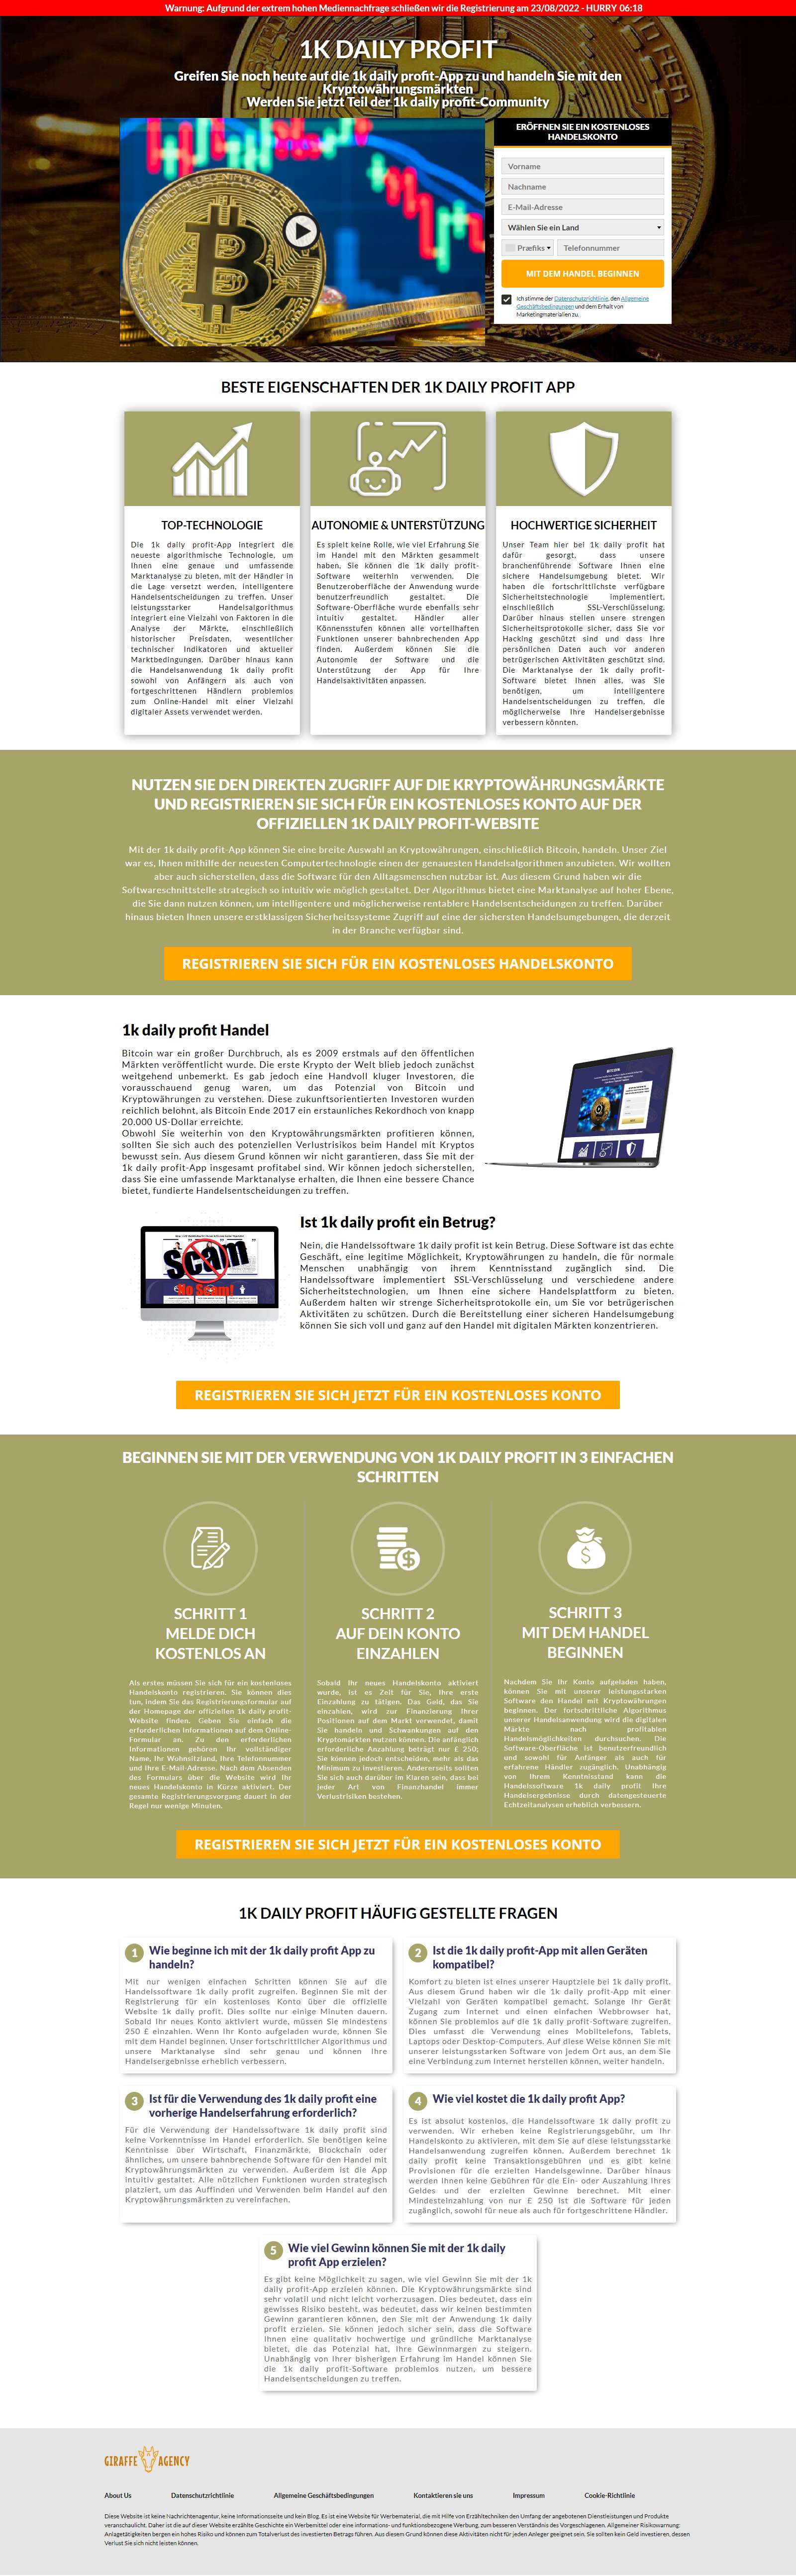 Warnung: Aufgrund der extrem hohen Mediennachfrage schließen wir die Registrierung am 23/08/2022 - HURRY 06:18
1K DAILY PROFIT
Greifen Sie noch heute auf die 1k daily profit-App zu und handeln Sie mit den
Kryptowährungsmärkten
Werden Sie jetzt Teil der 1k daily profit-Community
ERÖFFNEN SIE EIN KOSTENLOSES
HANDELSKONTO
Vorname
Nachname
E-Mail-Adresse
Wählen Sie ein Land
Præfiks
Telefonnummer
MIT DEM HANDEL BEGINNEN
Ich stimme der Datenschutzrichtlinie, den Allgemeine
Geschäftsbedingungen und dem Erhalt von
Marketingmaterialien zu.
BESTE EIGENSCHAFTEN DER 1K DAILY PROFIT APP
TOP-TECHNOLOGIE
Die 1k daily profit-App integriert die
neueste algorithmische Technologie, um
Ihnen eine genaue und umfassende
Marktanalyse zu bieten, mit der Händler in
die Lage versetzt werden, intelligentere
Handelsentscheidungen zu treffen. Unser
leistungsstarker Handelsalgorithmus
integriert eine Vielzahl von Faktoren in die
Analyse der Märkte, einschließlich
historischer Preisdaten, wesentlicher
technischer Indikatoren und aktueller
Marktbedingungen. Darüber hinaus kann
die Handelsanwendung 1k daily profit
sowohl von Anfängern als auch von
fortgeschrittenen Händlern problemlos
zum Online-Handel mit einer Vielzahl
digitaler Assets verwendet werden.
AUTONOMIE & UNTERSTÜTZUNG
Es spielt keine Rolle, wie viel Erfahrung Sie
im Handel mit den Märkten gesammelt
haben, Sie können die 1k daily profit-
Software weiterhin verwenden. Die
Benutzeroberfläche der Anwendung wurde
benutzerfreundlich gestaltet. Die
Software-Oberfläche wurde ebenfalls sehr
intuitiv gestaltet. Händler aller
Könnensstufen können alle vorteilhaften
Funktionen unserer bahnbrechenden App
finden. Außerdem können Sie die
Autonomie der Software und die
Unterstützung der App für Ihre
Handelsaktivitäten anpassen.
HOCHWERTIGE SICHERHEIT
Unser Team hier bei 1k daily profit hat
dafür gesorgt, dass unsere
branchenführende Software Ihnen eine
sichere Handelsumgebung bietet. Wir
haben die fortschrittlichste verfügbare
Sicherheitstechnologie implementiert,
einschließlich SSL-Verschlüsselung.
Darüber hinaus stellen unsere strengen
Sicherheitsprotokolle sicher, dass Sie vor
Hacking geschützt sind und dass Ihre
persönlichen Daten auch vor anderen
betrügerischen Aktivitäten geschützt sind.
Die Marktanalyse der 1k daily profit-
Software bietet Ihnen alles, was Sie
benötigen, um intelligentere
Handelsentscheidungen zu treffen, die
möglicherweise Ihre Handelsergebnisse
verbessern könnten.
NUTZEN SIE DEN DIREKTEN ZUGRIFF AUF DIE KRYPTOWÄHRUNGSMÄRKTE
UND REGISTRIEREN SIE SICH FÜR EIN KOSTENLOSES KONTO AUF DER
OFFIZIELLEN 1K DAILY PROFIT-WEBSITE
Mit der 1k daily profit-App können Sie eine breite Auswahl an Kryptowährungen, einschließlich Bitcoin, handeln. Unser Ziel
war es, Ihnen mithilfe der neuesten Computertechnologie einen der genauesten Handelsalgorithmen anzubieten. Wir wollten
aber auch sicherstellen, dass die Software für den Alltagsmenschen nutzbar ist. Aus diesem Grund haben wir die
Softwareschnittstelle strategisch so intuitiv wie möglich gestaltet. Der Algorithmus bietet eine Marktanalyse auf hoher Ebene,
die Sie dann nutzen können, um intelligentere und möglicherweise rentablere Handelsentscheidungen zu treffen. Darüber
hinaus bieten Ihnen unsere erstklassigen Sicherheitssysteme Zugriff auf eine der sichersten Handelsumgebungen, die derzeit
in der Branche verfügbar sind.
REGISTRIEREN SIE SICH FÜR EIN KOSTENLOSES HANDELSKONTO
1k daily profit Handel
Bitcoin war ein großer Durchbruch, als es 2009 erstmals auf den öffentlichen
Märkten veröffentlicht wurde. Die erste Krypto der Welt blieb jedoch zunächst
weitgehend unbemerkt. Es gab jedoch eine Handvoll kluger Investoren, die
vorausschauend genug waren, um das Potenzial von Bitcoin und
Kryptowährungen zu verstehen. Diese zukunftsorientierten Investoren wurden
reichlich belohnt, als Bitcoin Ende 2017 ein erstaunliches Rekordhoch von knapp
20.000 US-Dollar erreichte.
Obwohl Sie weiterhin von den Kryptowährungsmärkten profitieren können,
sollten Sie sich auch des potenziellen Verlustrisikos beim Handel mit Kryptos
bewusst sein. Aus diesem Grund können wir nicht garantieren, dass Sie mit der
1k daily profit-App insgesamt profitabel sind. Wir können jedoch sicherstellen,
dass Sie eine umfassende Marktanalyse erhalten, die Ihnen eine bessere Chance
bietet, fundierte Handelsentscheidungen zu treffen.
BITCOIN
Scam
No Scam!
Ist 1k daily profit ein Betrug?
Nein, die Handelssoftware 1k daily profit ist kein Betrug. Diese Software ist das echte
Geschäft, eine legitime Möglichkeit, Kryptowährungen zu handeln, die für normale
Menschen unabhängig von ihrem Kenntnisstand zugänglich sind. Die
Handelssoftware implementiert SSL-Verschlüsselung und verschiedene andere
Sicherheitstechnologien, um Ihnen eine sichere Handelsplattform zu bieten.
Außerdem halten wir strenge Sicherheitsprotokolle ein, um Sie vor betrügerischen
Aktivitäten zu schützen. Durch die Bereitstellung einer sicheren Handelsumgebung
können Sie sich voll und ganz auf den Handel mit digitalen Märkten konzentrieren.
REGISTRIEREN SIE SICH JETZT FÜR EIN KOSTENLOSES KONTO
BEGINNEN SIE MIT DER VERWENDUNG VON 1K DAILY PROFIT IN 3 EINFACHEN
SCHRITTEN
SCHRITT 1
MELDE DICH
KOSTENLOS AN
Als erstes müssen Sie sich für ein kostenloses
Handelskonto registrieren. Sie können dies
tun, indem Sie das Registrierungsformular auf
der Homepage der offiziellen 1k daily profit-
Website finden. Geben Sie einfach die
erforderlichen Informationen auf dem Online-
Formular an. Zu den erforderlichen
Informationen gehören Ihr vollständiger
Name, Ihr Wohnsitzland, Ihre Telefonnummer
und Ihre E-Mail-Adresse. Nach dem Absenden
des Formulars über die Website wird Ihr
neues Handelskonto in Kürze aktiviert. Der
gesamte Registrierungsvorgang dauert in der
Regel nur wenige Minuten.
SCHRITT 2
AUF DEIN KONTO
EINZAHLEN
Sobald Ihr neues Handelskonto aktiviert
wurde, ist es Zeit für Sie, Ihre erste
Einzahlung zu tätigen. Das Geld, das Sie
einzahlen, wird zur Finanzierung Ihrer
Positionen auf dem Markt verwendet, damit
Sie handeln und Schwankungen auf den
Kryptomärkten nutzen können. Die anfänglich
erforderliche Anzahlung beträgt nur £ 250;
Sie können jedoch entscheiden, mehr als das
Minimum zu investieren. Andererseits sollten
Sie sich auch darüber im Klaren sein, dass bei
jeder Art von Finanzhandel immer
Verlustrisiken bestehen.
SCHRITT 3
MIT DEM HANDEL
BEGINNEN
Nachdem Sie Ihr Konto aufgeladen haben,
können Sie mit unserer leistungsstarken
Software den Handel mit Kryptowährungen
beginnen. Der fortschrittliche Algorithmus
unserer Handelsanwendung wird die digitalen
Märkte nach profitablen
Handelsmöglichkeiten durchsuchen. Die
Software-Oberfläche ist benutzerfreundlich
und sowohl für Anfänger als auch für
erfahrene Händler zugänglich. Unabhängig
von Ihrem Kenntnisstand kann die
Handelssoftware 1k daily profit Ihre
Handelsergebnisse durch datengesteuerte
Echtzeitanalysen erheblich verbessern.
REGISTRIEREN SIE SICH JETZT FÜR EIN KOSTENLOSES KONTO
1K DAILY PROFIT HÄUFIG GESTELLTE FRAGEN
1 Wie beginne ich mit der 1k daily profit App zu
handeln?
Mit nur wenigen einfachen Schritten können Sie auf die
Handelssoftware 1k daily profit zugreifen. Beginnen Sie mit der
Registrierung für ein kostenloses Konto über die offizielle
Website 1k daily profit. Dies sollte nur einige Minuten dauern.
Sobald Ihr neues Konto aktiviert wurde, müssen Sie mindestens
250 £ einzahlen. Wenn Ihr Konto aufgeladen wurde, können Sie
mit dem Handel beginnen. Unser fortschrittlicher Algorithmus und
unsere Marktanalyse sind sehr genau und können Ihre
Handelsergebnisse erheblich verbessern.
2 Ist die 1k daily profit-App mit allen Geräten
kompatibel?
Komfort zu bieten ist eines unserer Hauptziele bei 1k daily profit.
Aus diesem Grund haben wir die 1k daily profit-App mit einer
Vielzahl von Geräten kompatibel gemacht. Solange Ihr Gerät
Zugang zum Internet und einen einfachen Webbrowser hat,
können Sie problemlos auf die 1k daily profit-Software zugreifen.
Dies umfasst die Verwendung eines Mobiltelefons, Tablets,
Laptops oder Desktop-Computers. Auf diese Weise können Sie mit
unserer leistungsstarken Software von jedem Ort aus, an dem Sie
eine Verbindung zum Internet herstellen können, weiter handeln.
3 Ist für die Verwendung des 1k daily profit eine
vorherige Handelserfahrung erforderlich?
Für die Verwendung der Handelssoftware 1k daily profit sind
keine Vorkenntnisse im Handel erforderlich. Sie benötigen keine
Kenntnisse über Wirtschaft, Finanzmärkte, Blockchain oder
ähnliches, um unsere bahnbrechende Software für den Handel mit
Kryptowährungsmärkten zu verwenden. Außerdem ist die App
intuitiv gestaltet. Alle nützlichen Funktionen wurden strategisch
platziert, um das Auffinden und Verwenden beim Handel auf den
Kryptowährungsmärkten zu vereinfachen.
4 Wie viel kostet die 1k daily profit App?
Es ist absolut kostenlos, die Handelssoftware 1k daily profit zu
verwenden. Wir erheben keine Registrierungsgebühr, um Ihr
Handelskonto zu aktivieren, mit dem Sie auf diese leistungsstarke
Handelsanwendung zugreifen können. Außerdem berechnet 1k
daily profit keine Transaktionsgebühren und es gibt keine
Provisionen für die erzielten Handelsgewinne. Darüber hinaus
werden Ihnen keine Gebühren für die Ein- oder Auszahlung Ihres
Geldes und der erzielten Gewinne berechnet. Mit einer
Mindesteinzahlung von nur £ 250 ist die Software für jeden
zugänglich, sowohl für neue als auch für fortgeschrittene Händler.
5 Wie viel Gewinn können Sie mit der 1k daily
profit App erzielen?
Es gibt keine Möglichkeit zu sagen, wie viel Gewinn Sie mit der 1k
daily profit-App erzielen können. Die Kryptowährungsmärkte sind
sehr volatil und nicht leicht vorherzusagen. Dies bedeutet, dass ein
gewisses Risiko besteht, was bedeutet, dass wir keinen bestimmten
Gewinn garantieren können, den Sie mit der Anwendung 1k daily
profit erzielen. Sie können jedoch sicher sein, dass die Software
Ihnen eine qualitativ hochwertige und gründliche Marktanalyse
bietet, die das Potenzial hat, Ihre Gewinnmargen zu steigern.
Unabhängig von Ihrer bisherigen Erfahrung im Handel können Sie
die 1k daily profit-Software problemlos nutzen, um bessere
Handelsentscheidungen zu treffen.
GIRAFFE AGENCY
About Us
Datenschutzrichtlinie
Allgemeine Geschäftsbedingungen
Kontaktieren sie uns
Impressum
Cookie-Richtlinie
Diese Website ist keine Nachrichtenagentur, keine Informationsseite und kein Blog. Es ist eine Website für Werbematerial, die mit Hilfe von Erzähltechniken den Umfang der angebotenen Dienstleistungen und Produkte
veranschaulicht. Daher ist die auf dieser Website erzählte Geschichte ein Werbemittel oder eine informations- und funktionsbezogene Werbung, zum besseren Verständnis des Vorgeschlagenen. Allgemeiner Risikowarnung:
Anlagetätigkeiten bergen ein hohes Risiko und können zum Totalverlust des investierten Betrags führen. Aus diesem Grund können diese Aktivitäten nicht für jeden Anleger geeignet sein. Sie sollten kein Geld investieren, dessen
Verlust Sie sich nicht leisten können.